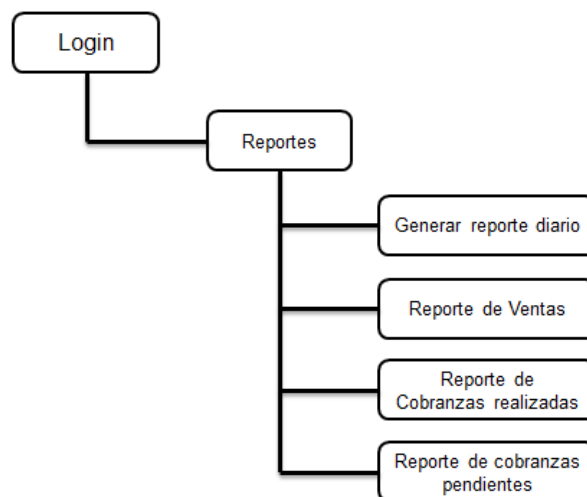 Login
Reportes
Generar reporte diario
Reporte de Ventas
Reporte de
Cobranzas realizadas
Reporte de cobranzas
pendientes